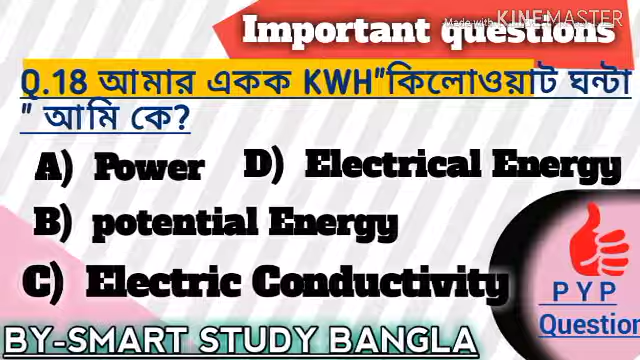 Important questions
Made with KINEMASTER
Q.18 আমার একক KWH"কিলোওয়াট ঘন্টা
" আমি কে?
A) Power D) Electrical Energy
B) potential Energy
C) Electric Conductivity
P Y P
Question
BY-SMART STUDY BANGLA